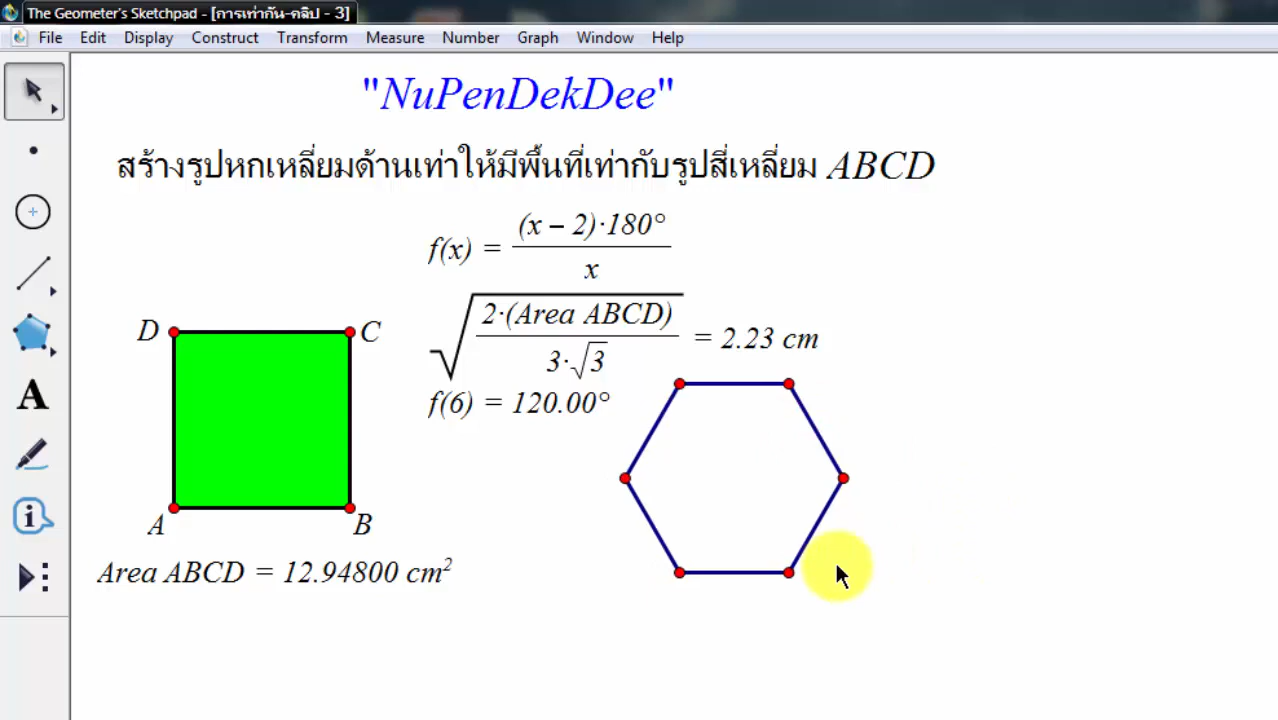 The Geometer's Sketchpad - [การเท่ากัน-คลิป - 3]
File Edit Display Construct Transform Measure Number Graph Window Help
"NuPenDekDee"
สร้างรูปหกเหลี่ยมด้านเท่าให้มีพื้นที่เท่ากับรูปสี่เหลี่ยม ABCD
f(x) = (x – 2)·180° / x
√(2·(Area ABCD) / 3·√3) = 2.23 cm
f(6) = 120.00°
D C
A B
Area ABCD = 12.94800 cm²
A